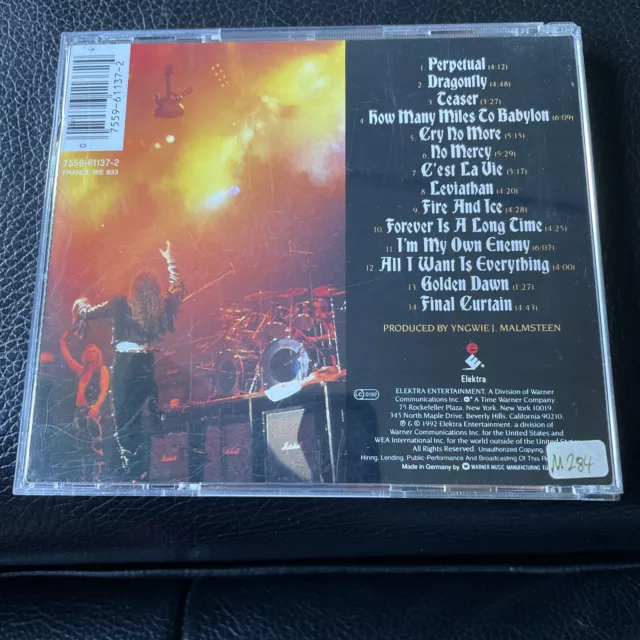 7559-61137-2
7559-61137-2
FRANCE WE 833
1. Perpetual (4:12)
2. Dragonfly (4:48)
3. Teaser (3:27)
4. How Many Miles To Babylon (6:09)
5. Cry No More (5:15)
6. No Mercy (5:29)
7. C'est La Vie (5:17)
8. Leviathan (4:20)
9. Fire And Ice (4:28)
10. Forever Is A Long Time (4:25)
11. I'm My Own Enemy (6:07)
12. All I Want Is Everything (4:00)
13. Golden Dawn (1:27)
14. Final Curtain (4:43)
PRODUCED BY YNGWIE J. MALMSTEEN
Elektra
LC 0192
ELEKTRA ENTERTAINMENT: A Division of Warner
Communications Inc. A Time Warner Company
75 Rockefeller Plaza, New York, New York 10019.
345 North Maple Drive, Beverly Hills, California 90210.
℗ © 1992 Elektra Entertainment, a division of
Warner Communications Inc. for the United States and
WEA International Inc. for the world outside of the United
All Rights Reserved. Unauthorized Copying,
Hiring, Lending, Public Performance And Broadcasting Of This
Made in Germany by WARNER MUSIC MANUFACTURING
M 284
Marshall
Marshall
Marshall